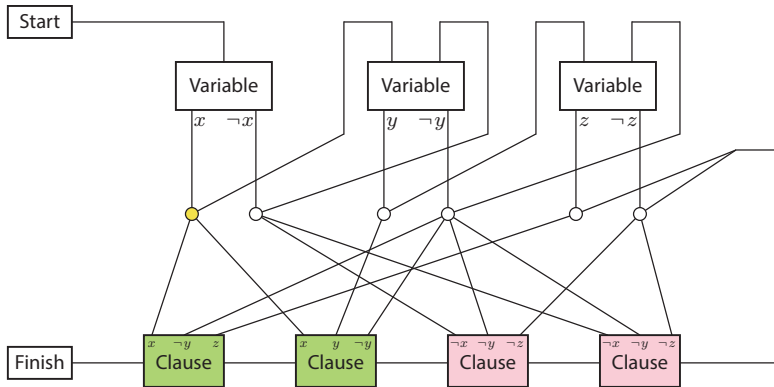 Start
Variable Variable Variable
x ¬x y ¬y z ¬z
x ¬y z x y ¬y ¬x ¬y ¬z ¬x ¬y ¬z
Finish Clause Clause Clause Clause